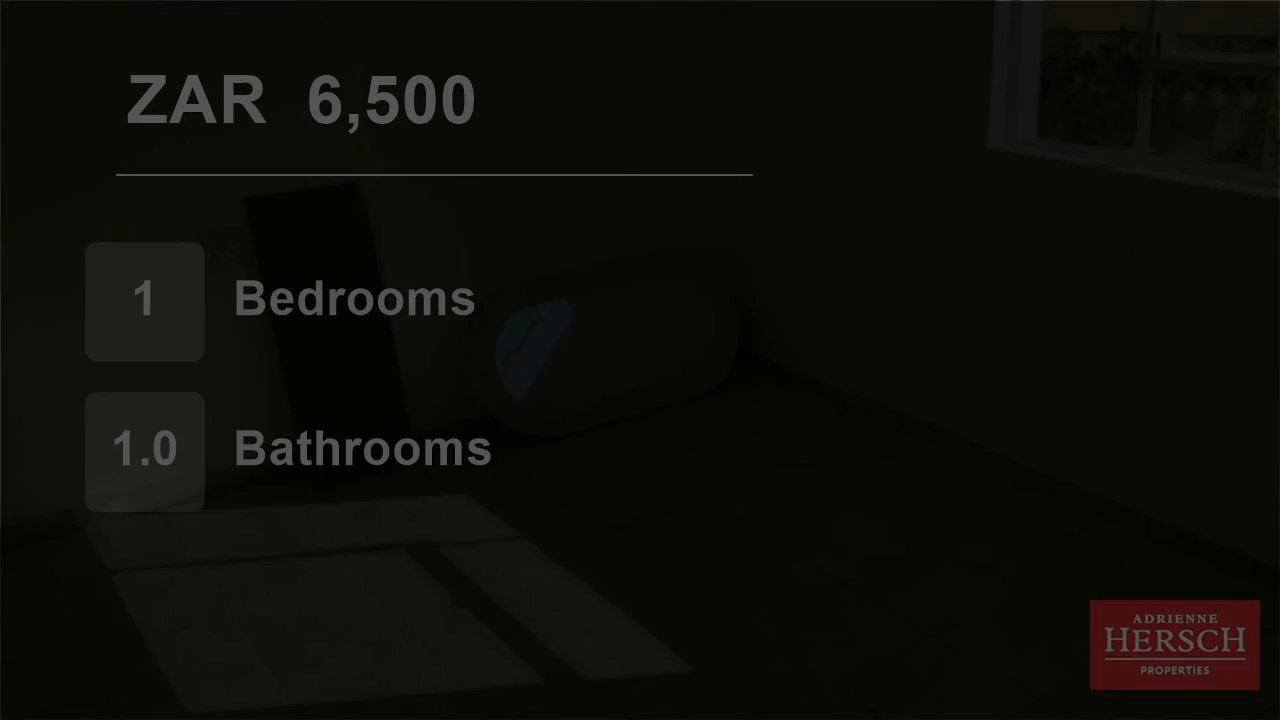 ZAR 6,500
1 Bedrooms
1.0 Bathrooms
ADRIENNE
HERSCH
PROPERTIES